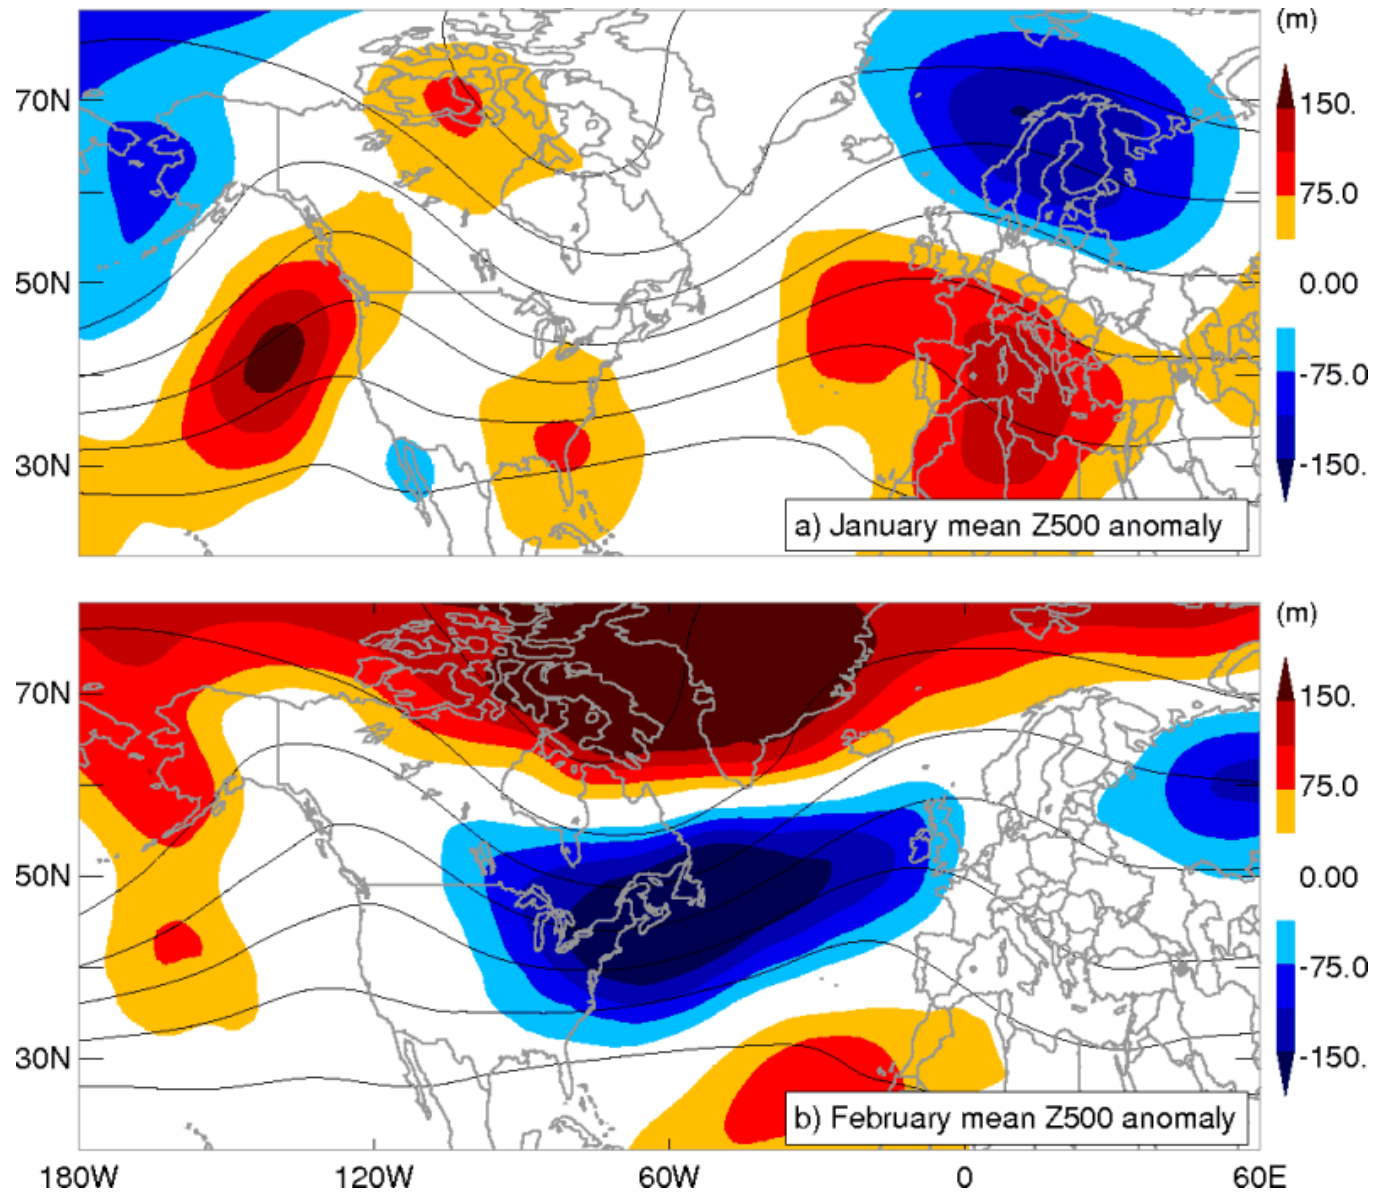 (m)
70N
50N
30N
150.
75.0
0.00
-75.0
-150.
a) January mean Z500 anomaly
(m)
70N
50N
30N
150.
75.0
0.00
-75.0
-150.
b) February mean Z500 anomaly
180W 120W 60W 0 60E